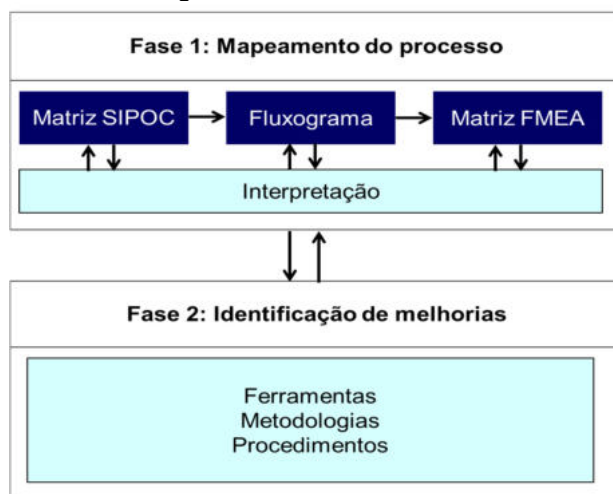 Fase 1: Mapeamento do processo
Matriz SIPOC
Fluxograma
Matriz FMEA
Interpretação
Fase 2: Identificação de melhorias
Ferramentas
Metodologias
Procedimentos